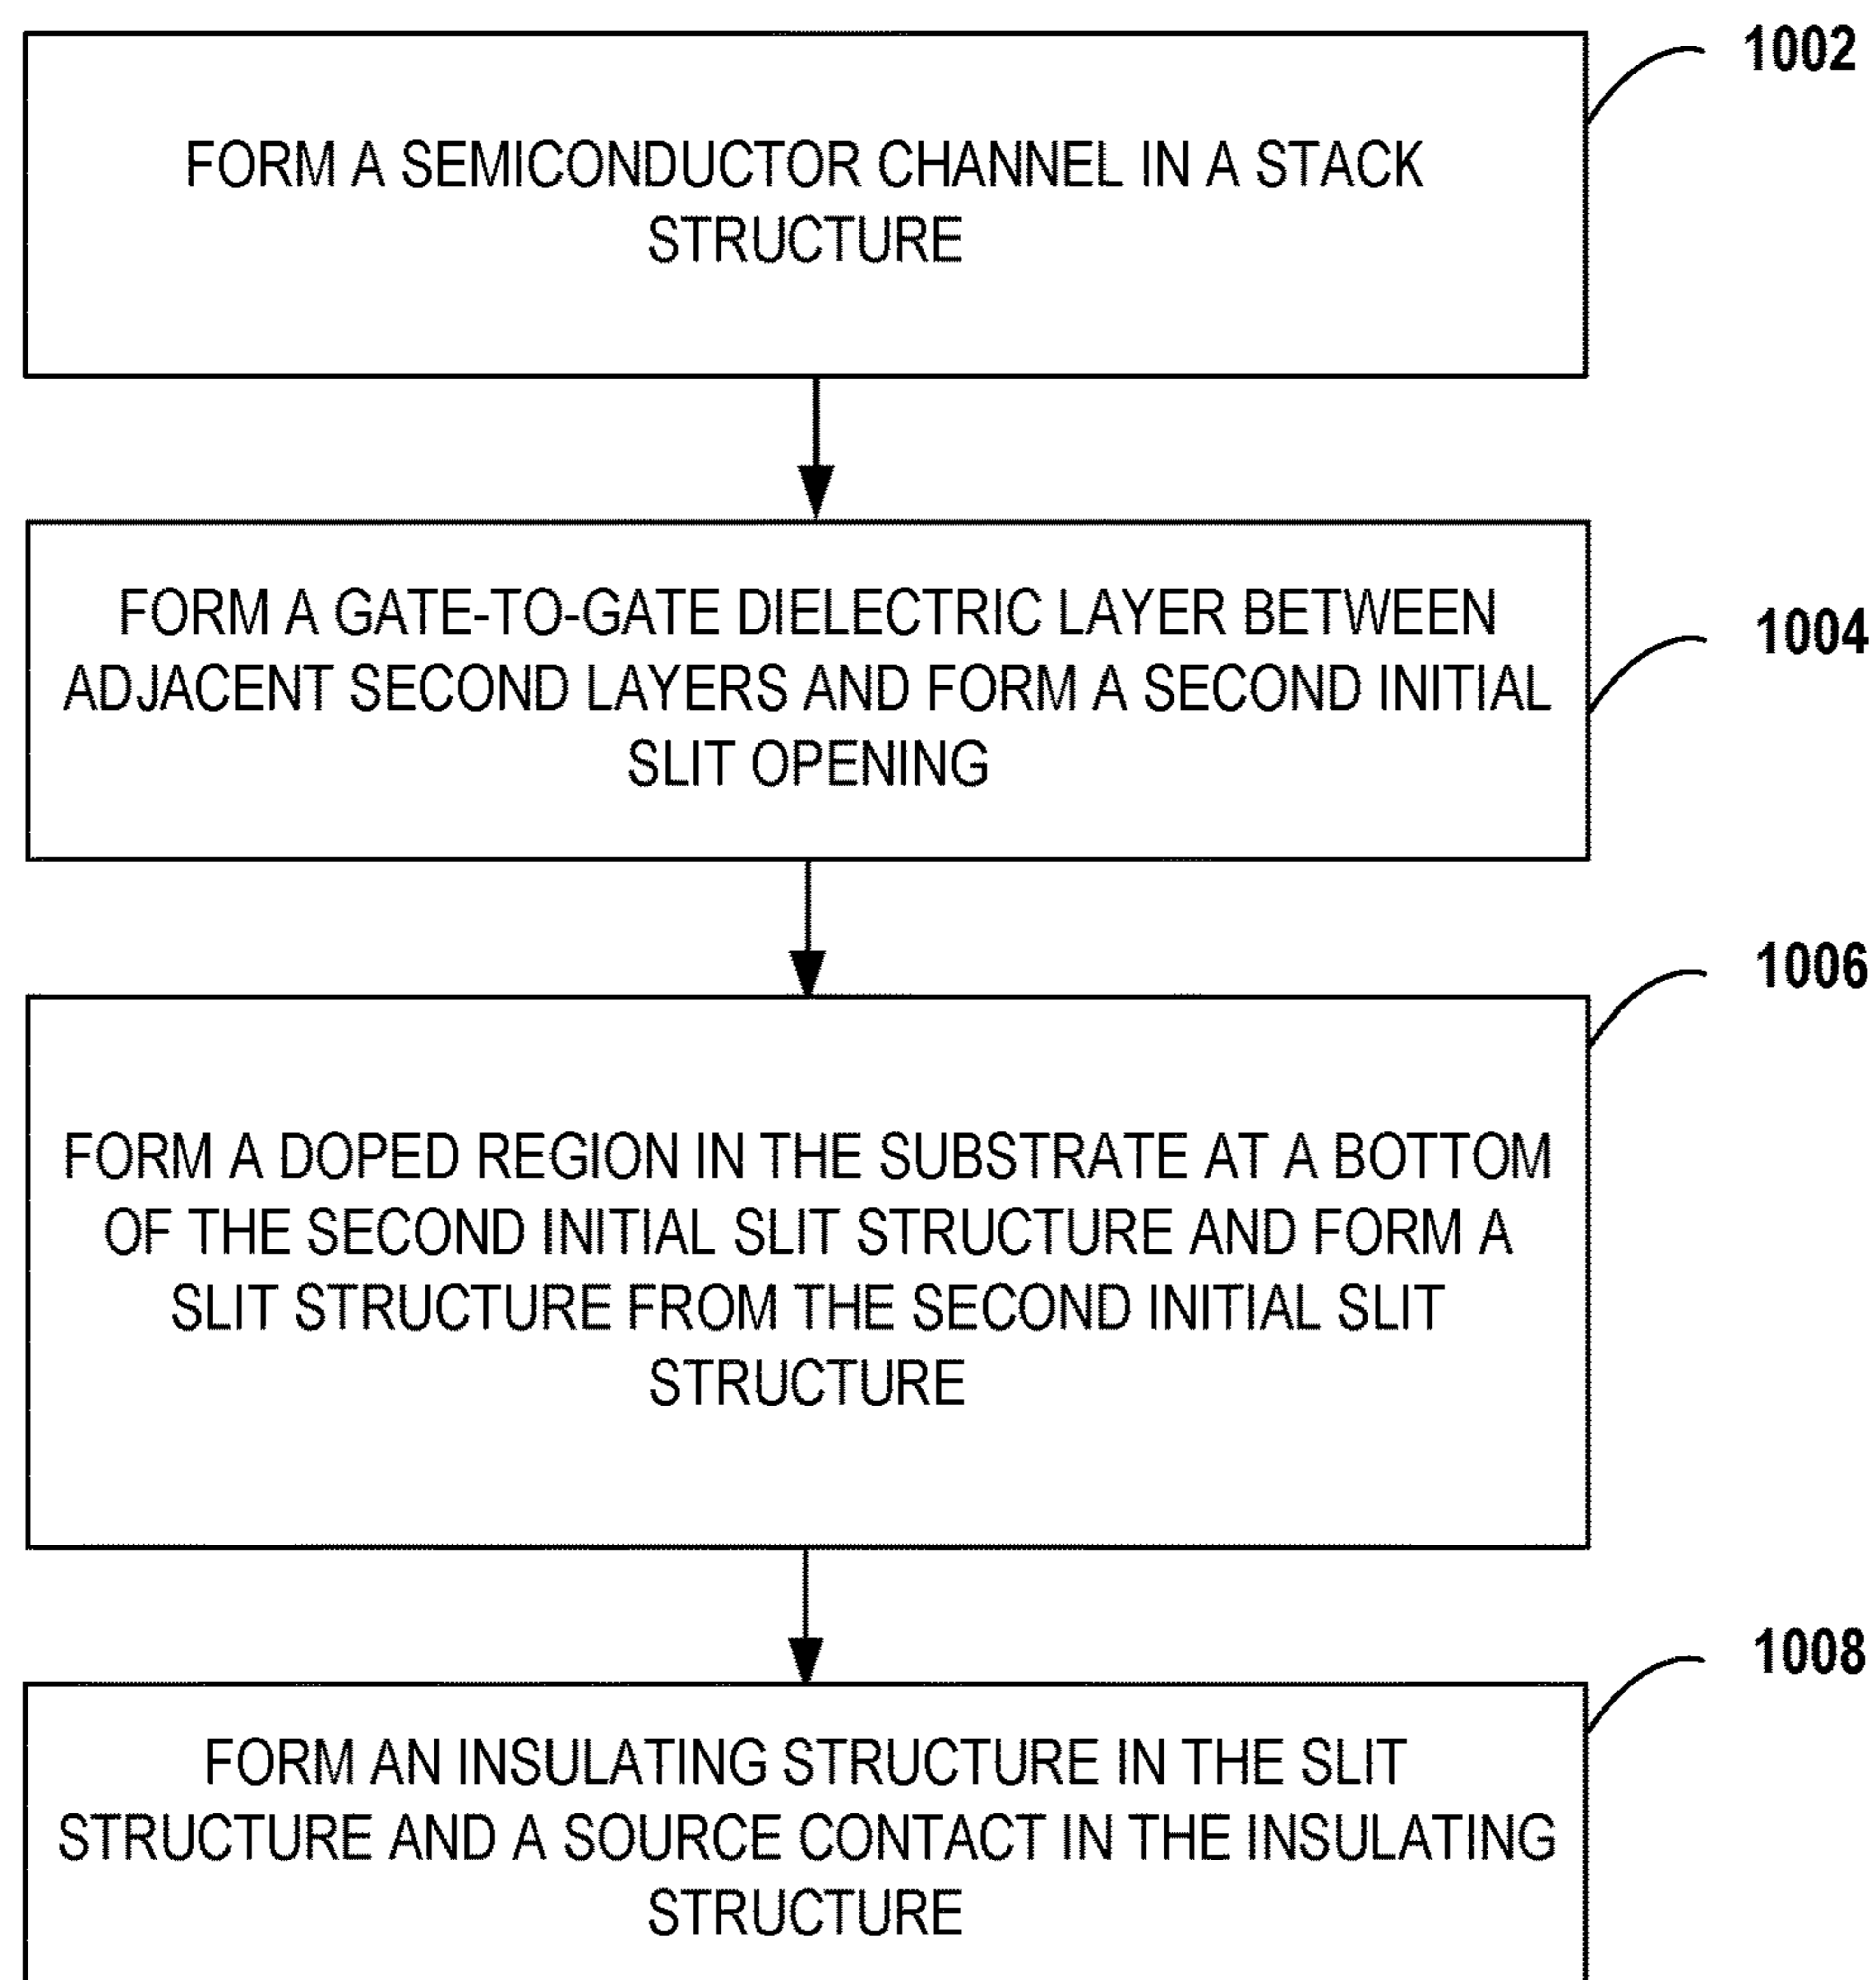 1002
FORM A SEMICONDUCTOR CHANNEL IN A STACK
STRUCTURE
FORM A GATE-TO-GATE DIELECTRIC LAYER BETWEEN
ADJACENT SECOND LAYERS AND FORM A SECOND INITIAL
SLIT OPENING
1004
1006
FORM A DOPED REGION IN THE SUBSTRATE AT A BOTTOM
OF THE SECOND INITIAL SLIT STRUCTURE AND FORM A
SLIT STRUCTURE FROM THE SECOND INITIAL SLIT
STRUCTURE
1008
FORM AN INSULATING STRUCTURE IN THE SLIT
STRUCTURE AND A SOURCE CONTACT IN THE INSULATING
STRUCTURE